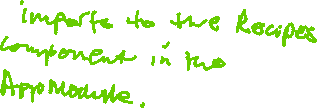 imports to the Recipes
component in the
AppModule.